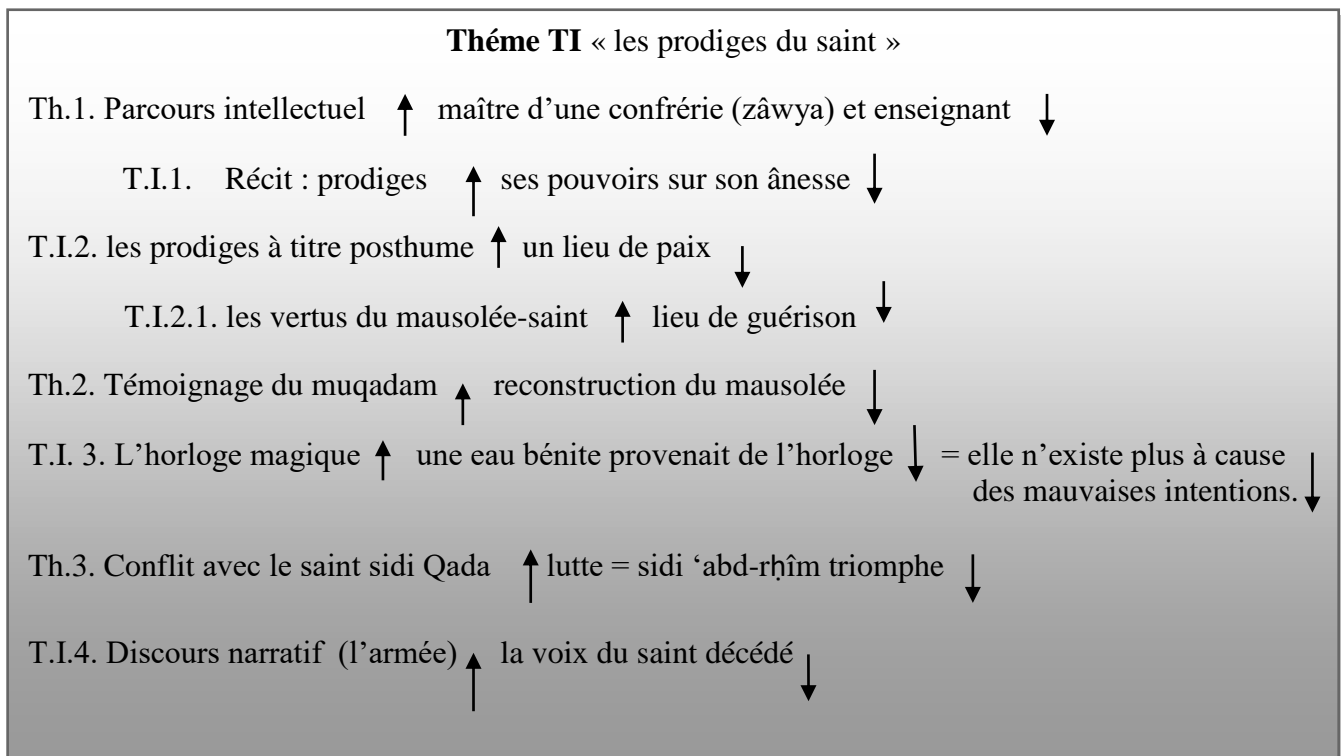 Théme TI « les prodiges du saint »
Th.1. Parcours intellectuel ↑ maître d’une confrérie (zâwya) et enseignant ↓
T.I.1. Récit : prodiges ↑ ses pouvoirs sur son ânesse ↓
T.I.2. les prodiges à titre posthume ↑ un lieu de paix ↓
T.I.2.1. les vertus du mausolée-saint ↑ lieu de guérison ↓
Th.2. Témoignage du muqadam ↑ reconstruction du mausolée ↓
T.I. 3. L’horloge magique ↑ une eau bénite provenait de l’horloge ↓ = elle n’existe plus à cause
des mauvaises intentions. ↓
Th.3. Conflit avec le saint sidi Qada ↑ lutte = sidi ‘abd-rḥîm triomphe ↓
T.I.4. Discours narratif (l’armée) ↑ la voix du saint décédé ↓